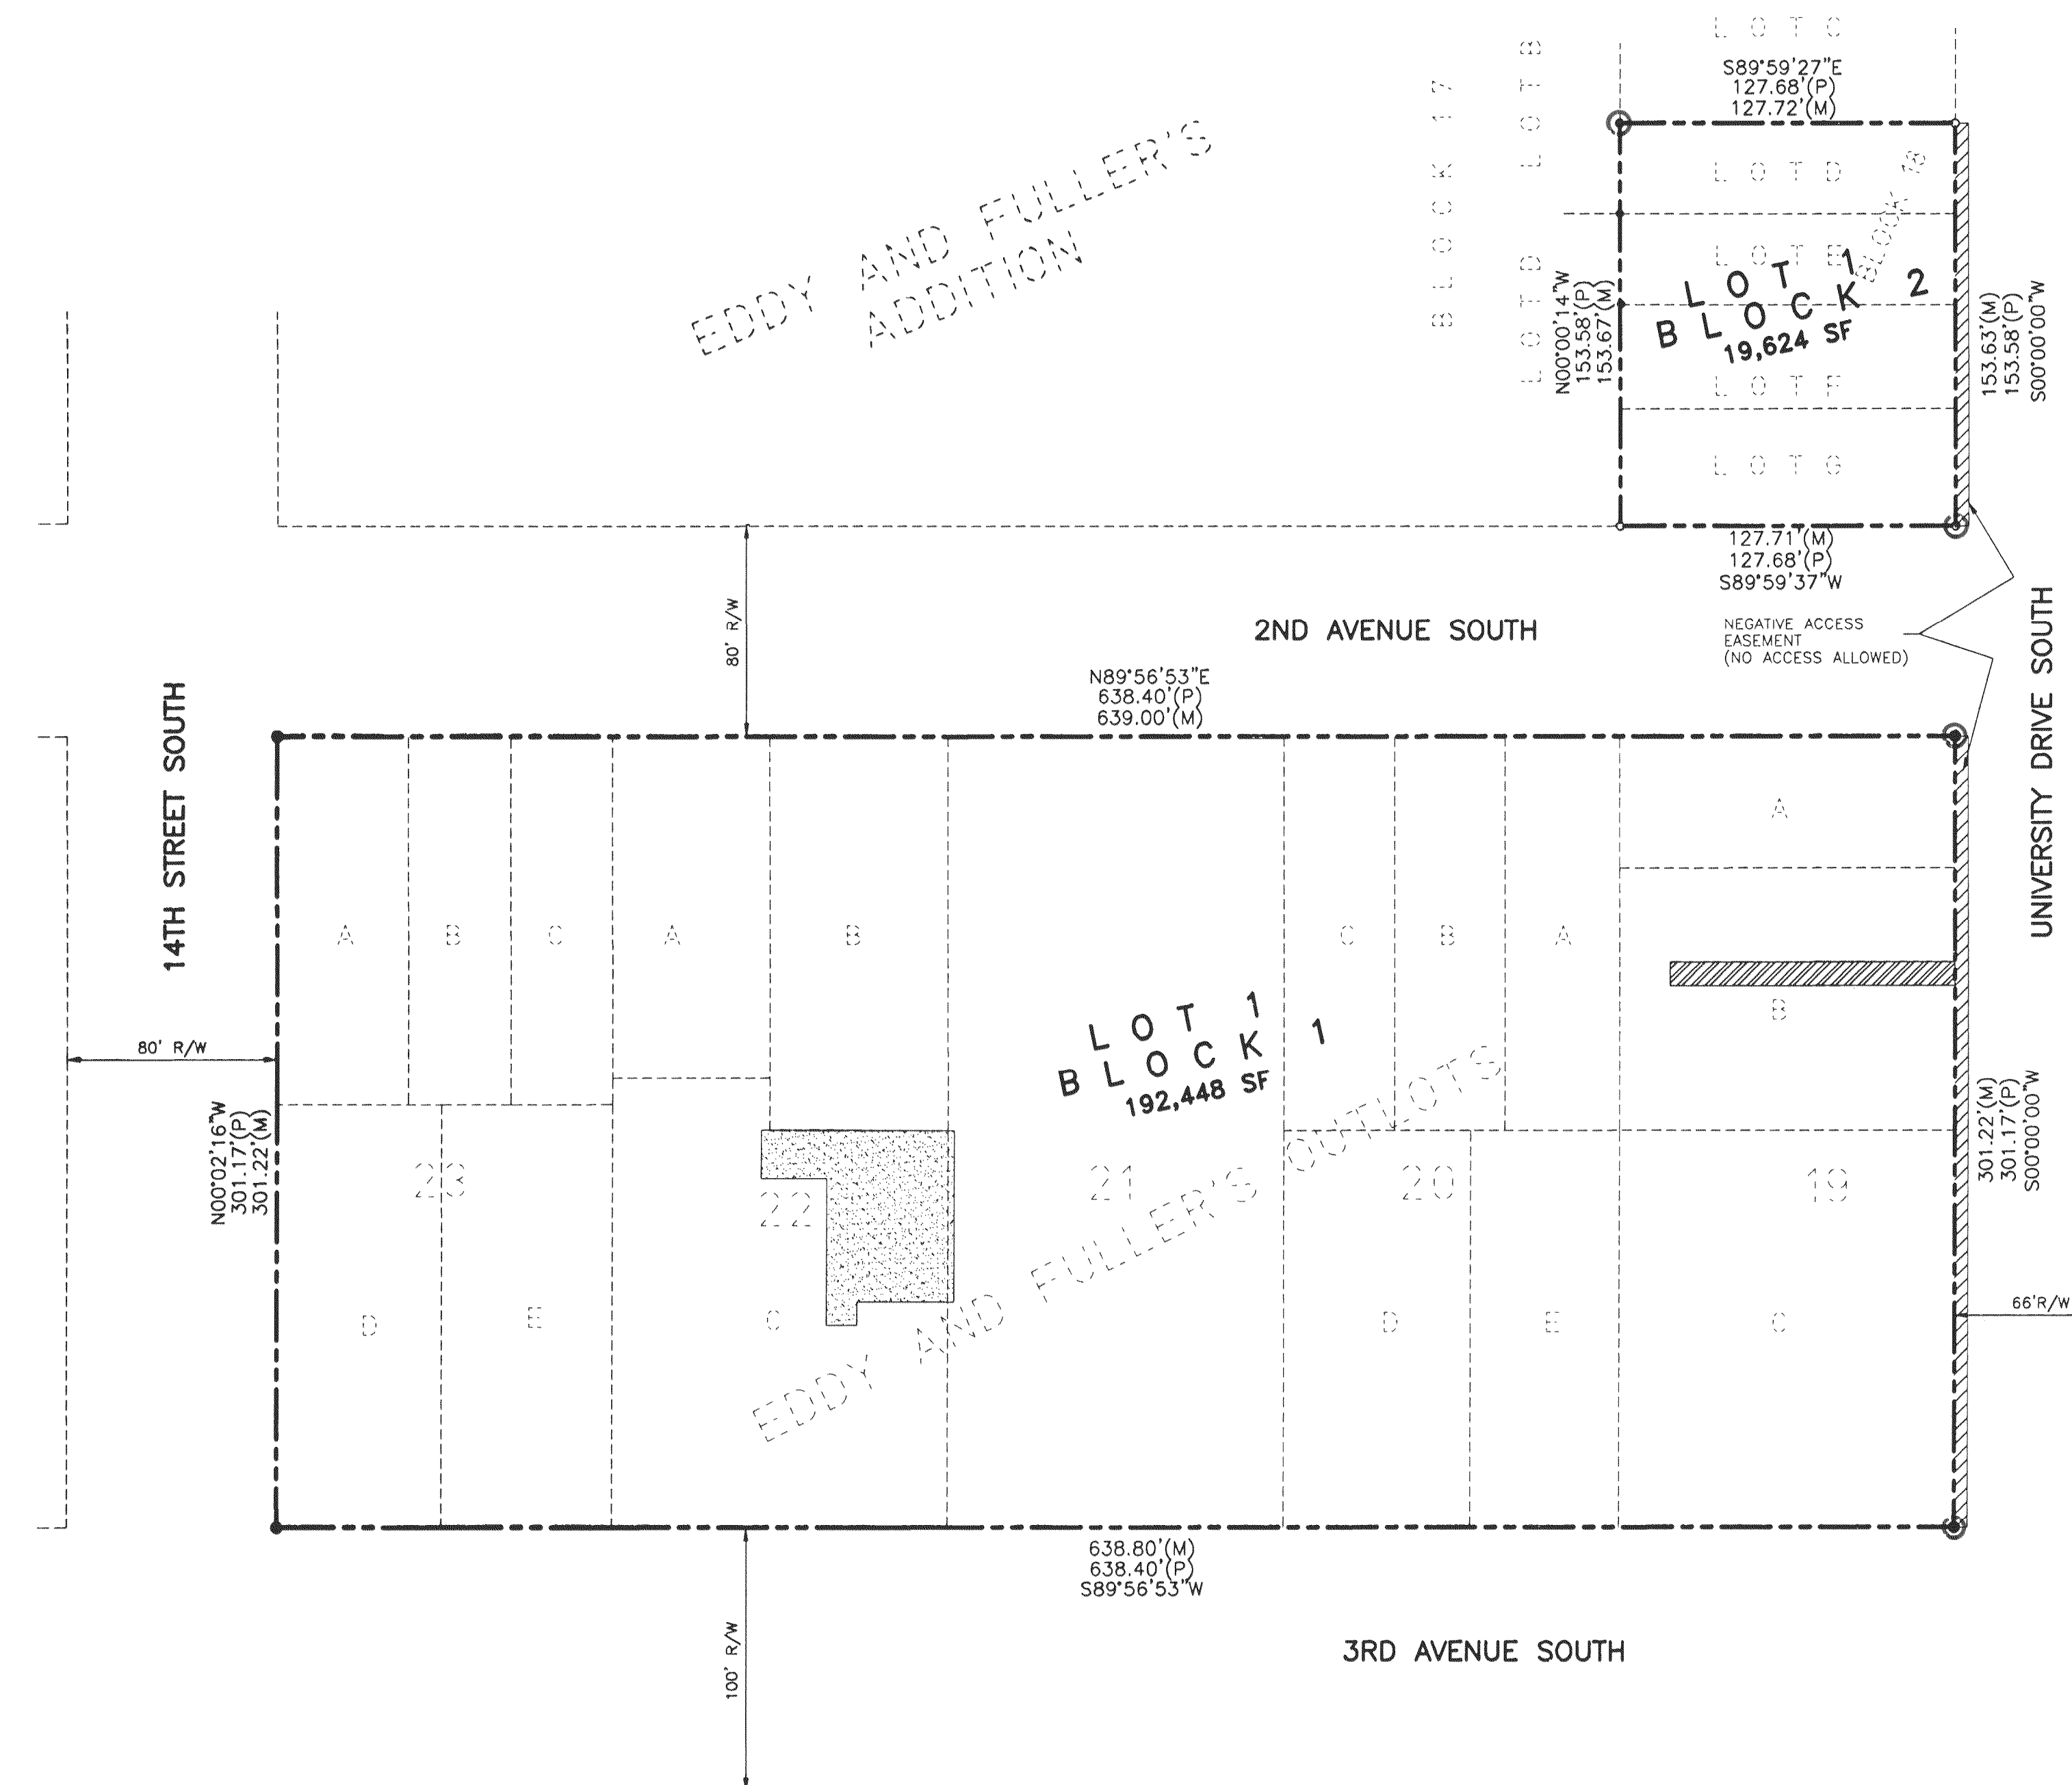 LOT C
S89°59'27"E
127.68'(P)
127.72'(M)
BLOCK 17
LOT B
LOT D
EDDY AND FULLER'S
ADDITION
LOT D
BLOCK 18
LOT E
LOT 1
BLOCK 2
19,624 SF
LOT F
LOT G
N00°00'14"W
153.58'(P)
153.67'(M)
153.63'(M)
153.58'(P)
S00°00'00"W
127.71'(M)
127.68'(P)
S89°59'37"W
80' R/W
2ND AVENUE SOUTH
NEGATIVE ACCESS
EASEMENT
(NO ACCESS ALLOWED)
UNIVERSITY DRIVE SOUTH
N89°56'53"E
638.40'(P)
639.00'(M)
14TH STREET SOUTH
A
A B C A B C B A
B
LOT 1
BLOCK 1
192,448 SF
80' R/W
N00°02'16"W
301.17'(P)
301.22'(M)
301.22'(M)
301.17'(P)
S00°00'00"W
23 22 21 20 19
EDDY AND FULLER'S OUTLOTS
D E C D E C
66'R/W
638.80'(M)
638.40'(P)
S89°56'53"W
100' R/W
3RD AVENUE SOUTH